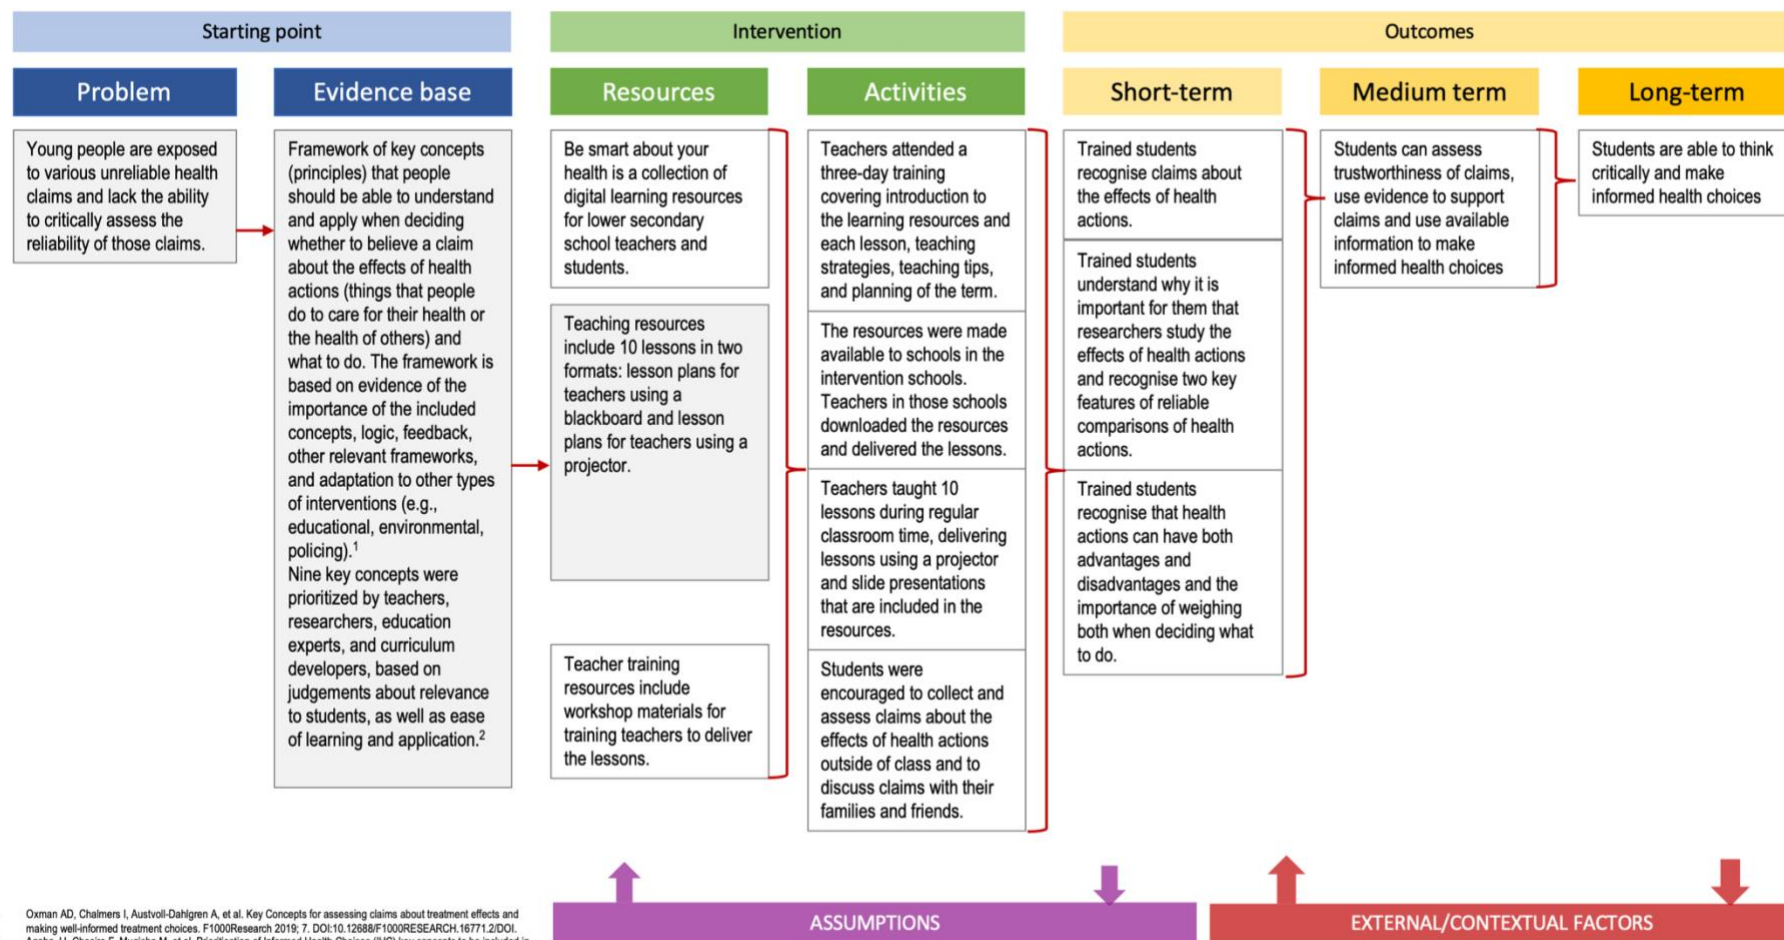 Starting point
Intervention
Outcomes
Problem
Evidence base
Resources
Activities
Short-term
Medium term
Long-term
Young people are exposed
to various unreliable health
claims and lack the ability
to critically assess the
reliability of those claims.
Framework of key concepts
(principles) that people
should be able to understand
and apply when deciding
whether to believe a claim
about the effects of health
actions (things that people
do to care for their health or
the health of others) and
what to do. The framework is
based on evidence of the
importance of the included
concepts, logic, feedback,
other relevant frameworks,
and adaptation to other types
of interventions (e.g.,
educational, environmental,
policing).1
Nine key concepts were
prioritized by teachers,
researchers, education
experts, and curriculum
developers, based on
judgements about relevance
to students, as well as ease
of learning and application.2
Be smart about your
health is a collection of
digital learning resources
for lower secondary
school teachers and
students.
Teaching resources
include 10 lessons in two
formats: lesson plans for
teachers using a
blackboard and lesson
plans for teachers using a
projector.
Teacher training
resources include
workshop materials for
training teachers to deliver
the lessons.
Teachers attended a
three-day training
covering introduction to
the learning resources and
each lesson, teaching
strategies, teaching tips,
and planning of the term.
The resources were made
available to schools in the
intervention schools.
Teachers in those schools
downloaded the resources
and delivered the lessons.
Teachers taught 10
lessons during regular
classroom time, delivering
lessons using a projector
and slide presentations
that are included in the
resources.
Students were
encouraged to collect and
assess claims about the
effects of health actions
outside of class and to
discuss claims with their
families and friends.
Trained students
recognise claims about
the effects of health
actions.
Trained students
understand why it is
important for them that
researchers study the
effects of health actions
and recognise two key
features of reliable
comparisons of health
actions.
Trained students
recognise that health
actions can have both
advantages and
disadvantages and the
importance of weighing
both when deciding what
to do.
Students can assess
trustworthiness of claims,
use evidence to support
claims and use available
information to make
informed health choices
Students are able to think
critically and make
informed health choices
Oxman AD, Chalmers I, Austvoll-Dahlgren A, et al. Key Concepts for assessing claims about treatment effects and
making well-informed treatment choices. F1000Research 2019; 7. DOI:10.12688/F1000RESEARCH.16771.2/DOI.
ASSUMPTIONS
EXTERNAL/CONTEXTUAL FACTORS